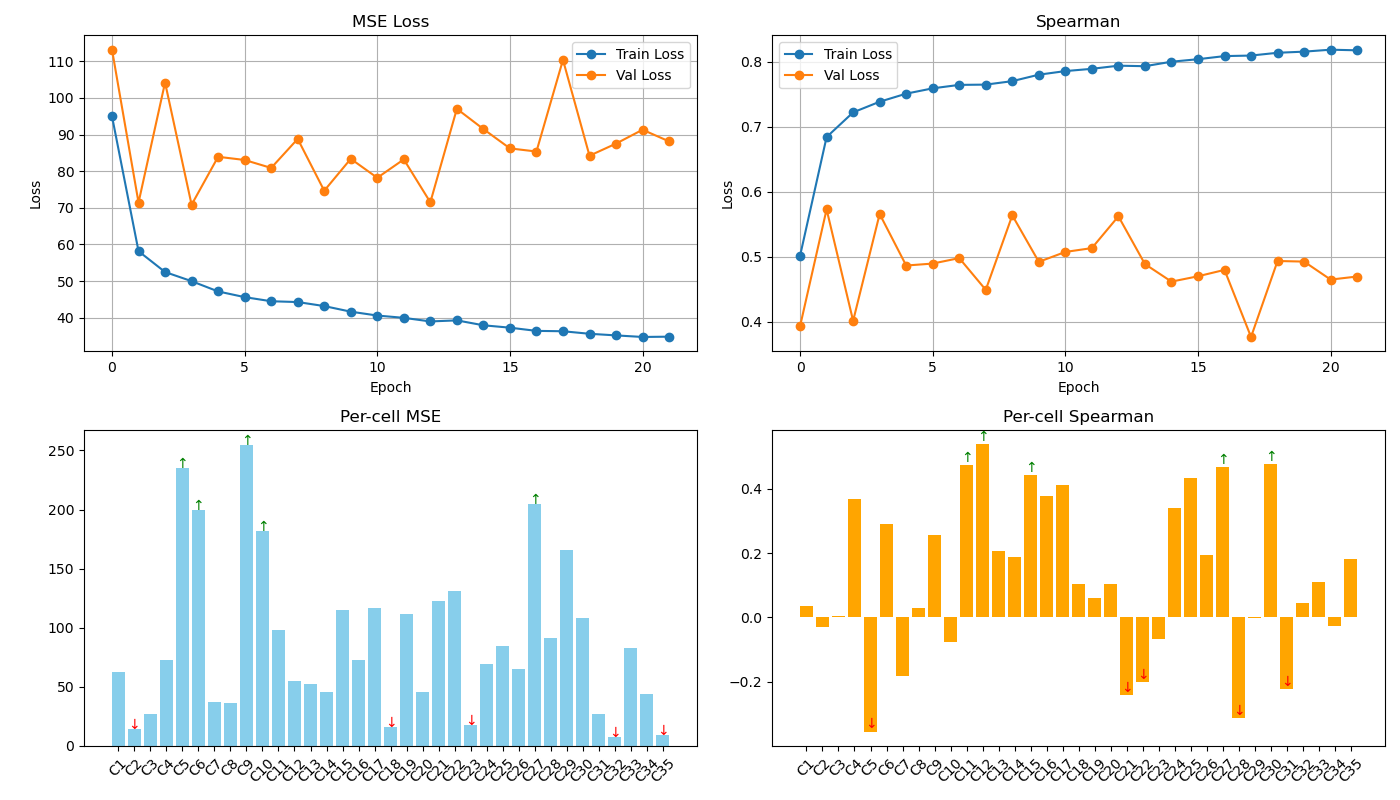 MSE Loss
Train Loss
Val Loss
110
100
90
80
70
60
50
40
Loss
0
5
10
15
20
Epoch
Spearman
Train Loss
Val Loss
0.8
0.7
0.6
0.5
0.4
Loss
0
5
10
15
20
Epoch
Per-cell MSE
250
200
150
100
50
0
↑
↑
↑
↑
↑
↓
↓
↓
↓
↓
C1
C2
C3
C4
C5
C6
C7
C8
C9
C10
C11
C12
C13
C14
C15
C16
C17
C18
C19
C20
C21
C22
C23
C24
C25
C26
C27
C28
C29
C30
C31
C32
C33
C34
C35
Per-cell Spearman
0.4
0.2
0.0
−0.2
↑
↑
↑
↑
↑
↓
↓
↓
↓
↓
C1
C2
C3
C4
C5
C6
C7
C8
C9
C10
C11
C12
C13
C14
C15
C16
C17
C18
C19
C20
C21
C22
C23
C24
C25
C26
C27
C28
C29
C30
C31
C32
C33
C34
C35